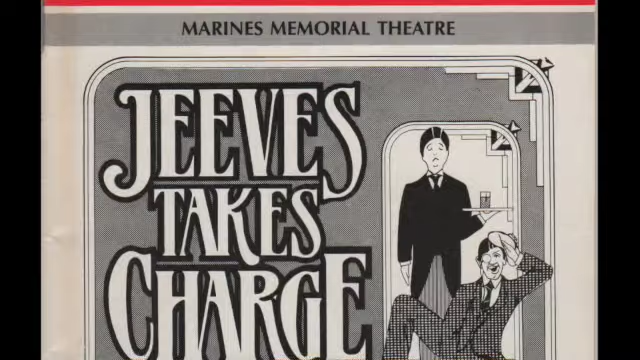 MARINES MEMORIAL THEATRE
JEEVES
TAKES
CHARGE